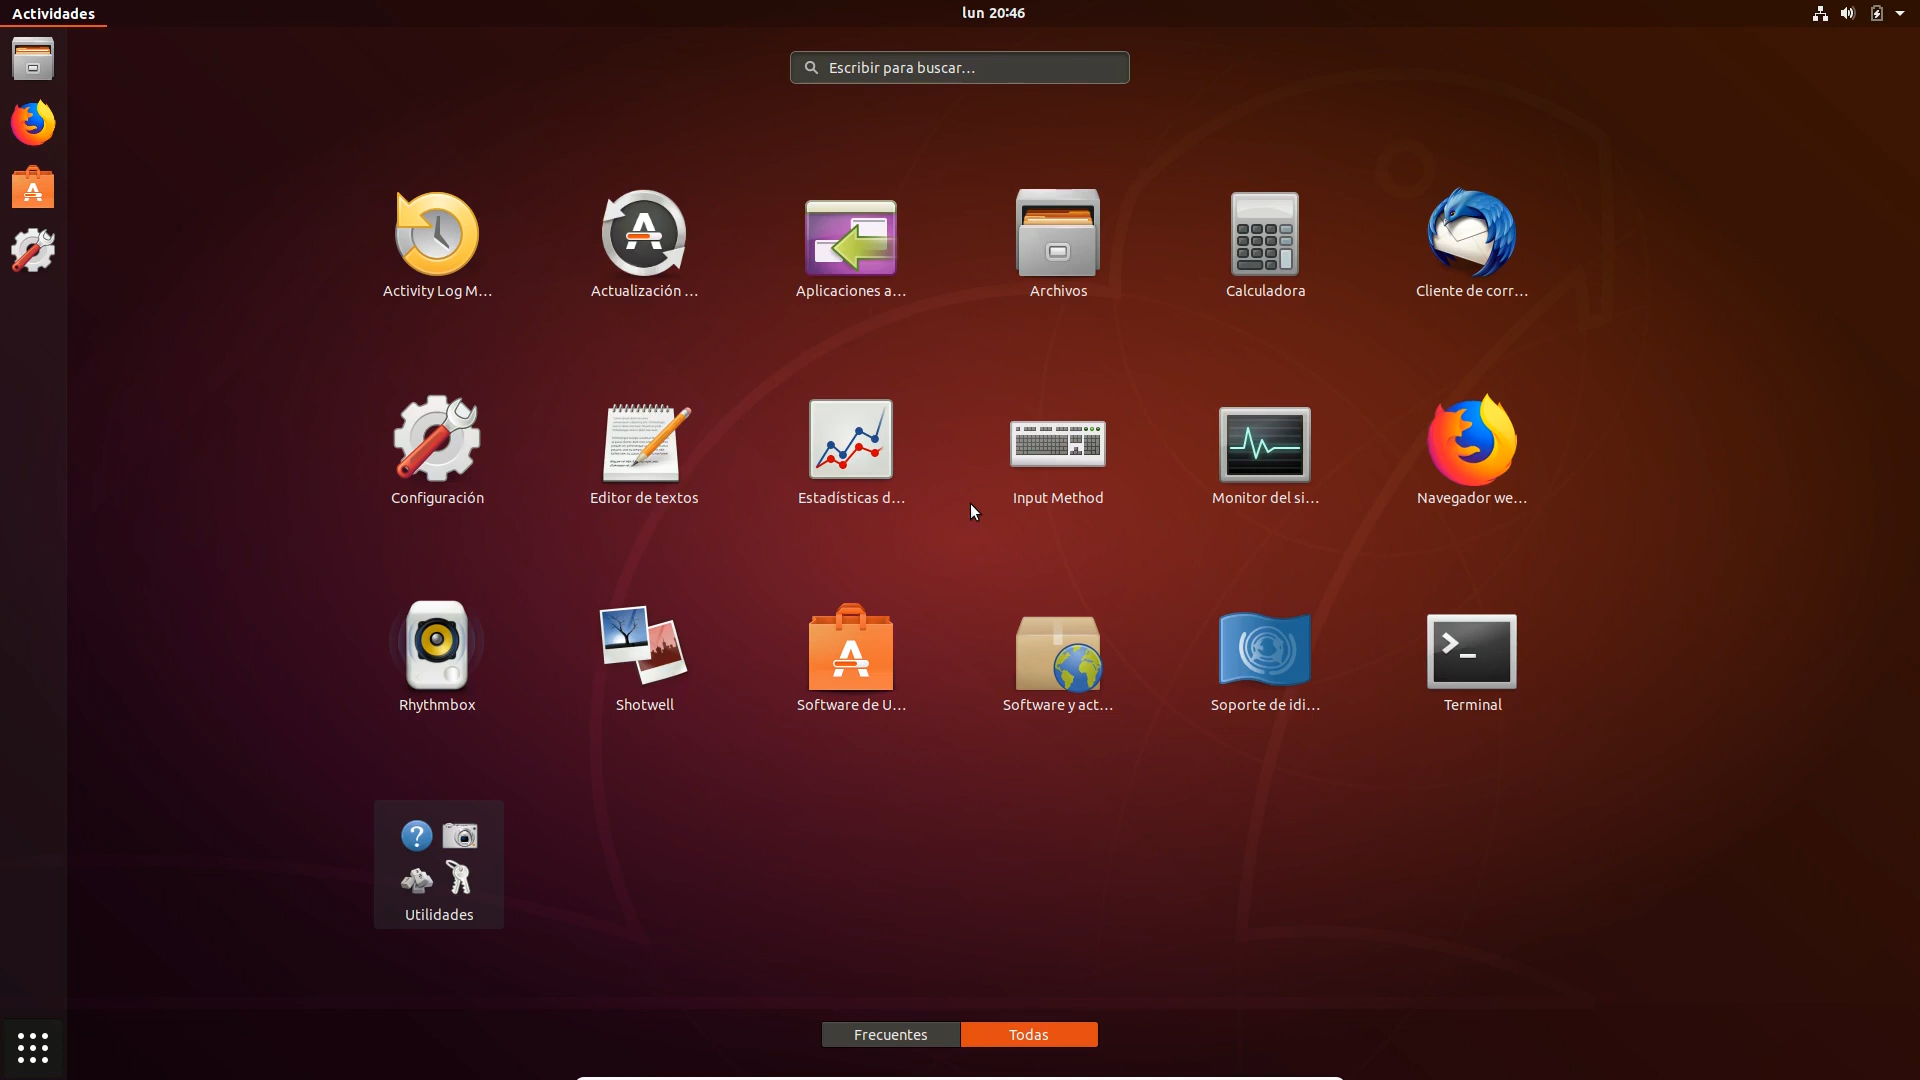 Actividades
lun 20:46
Escribir para buscar...
Activity Log M...
Actualización ...
Aplicaciones a...
Archivos
Calculadora
Cliente de corr...
Configuración
Editor de textos
Estadísticas d...
Input Method
Monitor del si...
Navegador we...
Rhythmbox
Shotwell
Software de U...
Software y act...
Soporte de idi...
Terminal
Utilidades
Frecuentes
Todas